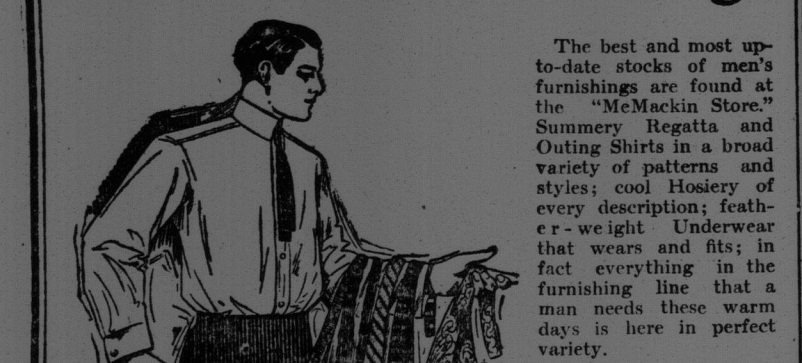 The best and most up-
to-date stocks of men's
furnishings are found at
the "MeMackin Store."
Summery Regatta and
Outing Shirts in a broad
variety of patterns and
styles; cool Hosiery of
every description; feath-
er-weight Underwear
that wears and fits; in
fact everything in the
furnishing line that a
man needs these warm
days is here in perfect
variety.